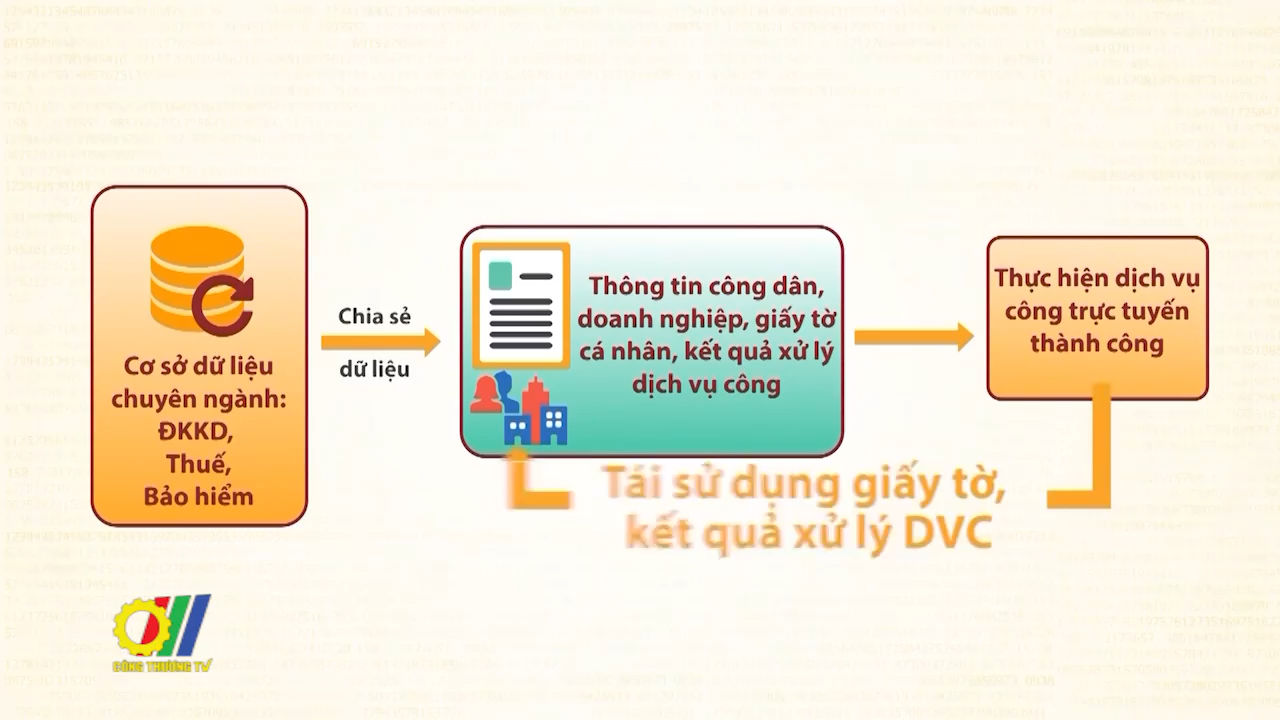 Cơ sở dữ liệu
chuyên ngành:
ĐKKD,
Thuế,
Bảo hiểm
Chia sẻ
dữ liệu
Thông tin công dân,
doanh nghiệp, giấy tờ
cá nhân, kết quả xử lý
dịch vụ công
Thực hiện dịch vụ
công trực tuyến
thành công
Tái sử dụng giấy tờ,
kết quả xử lý DVC
CÔNG THƯƠNG TV